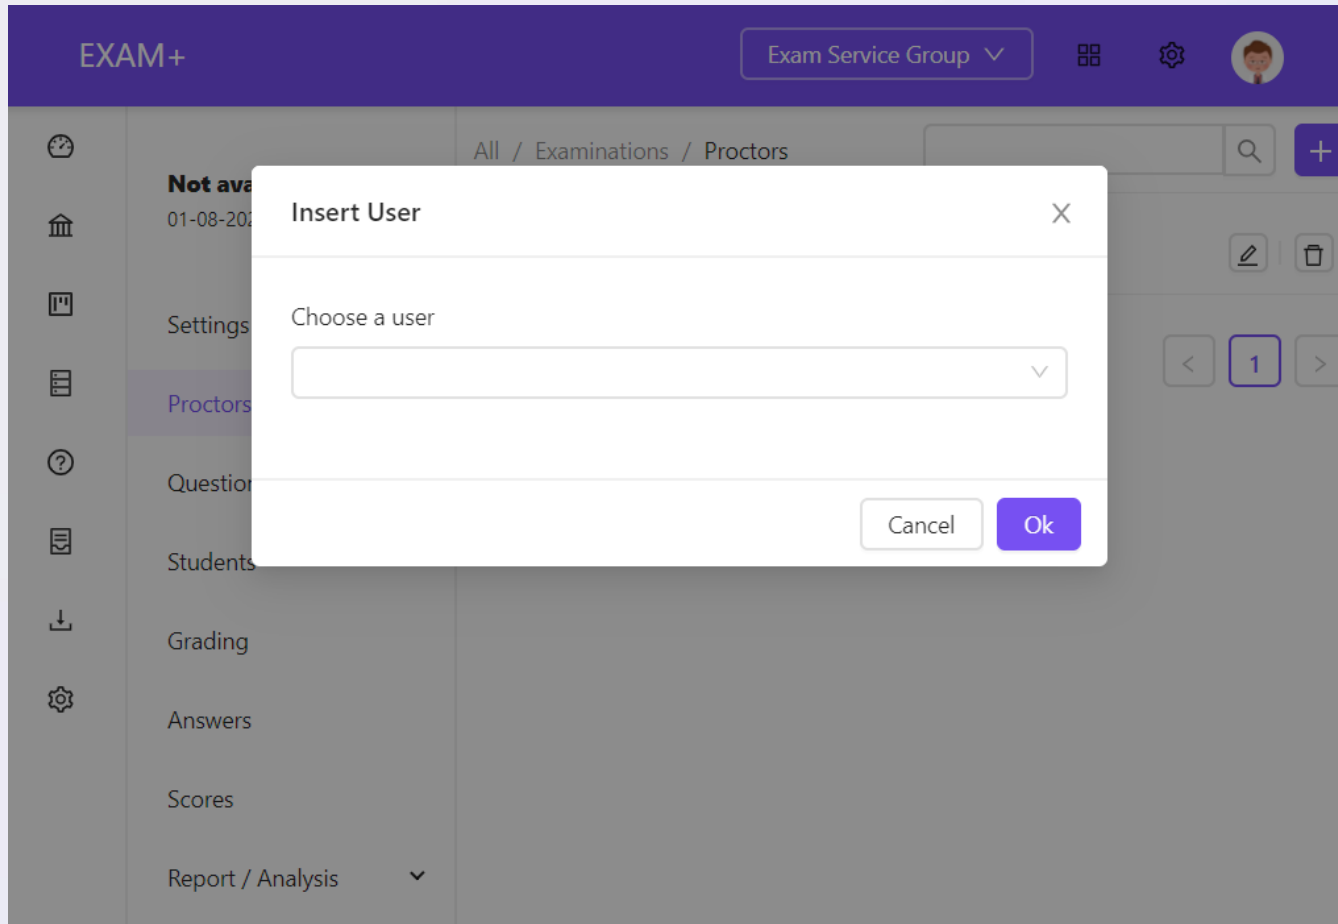 EXAM+
Exam Service Group
All / Examinations / Proctors
Not ava
01-08-202
Insert User
Choose a user
Settings
Proctors
Question
Students
Grading
Answers
Scores
Report / Analysis
< 1 >
Cancel
Ok